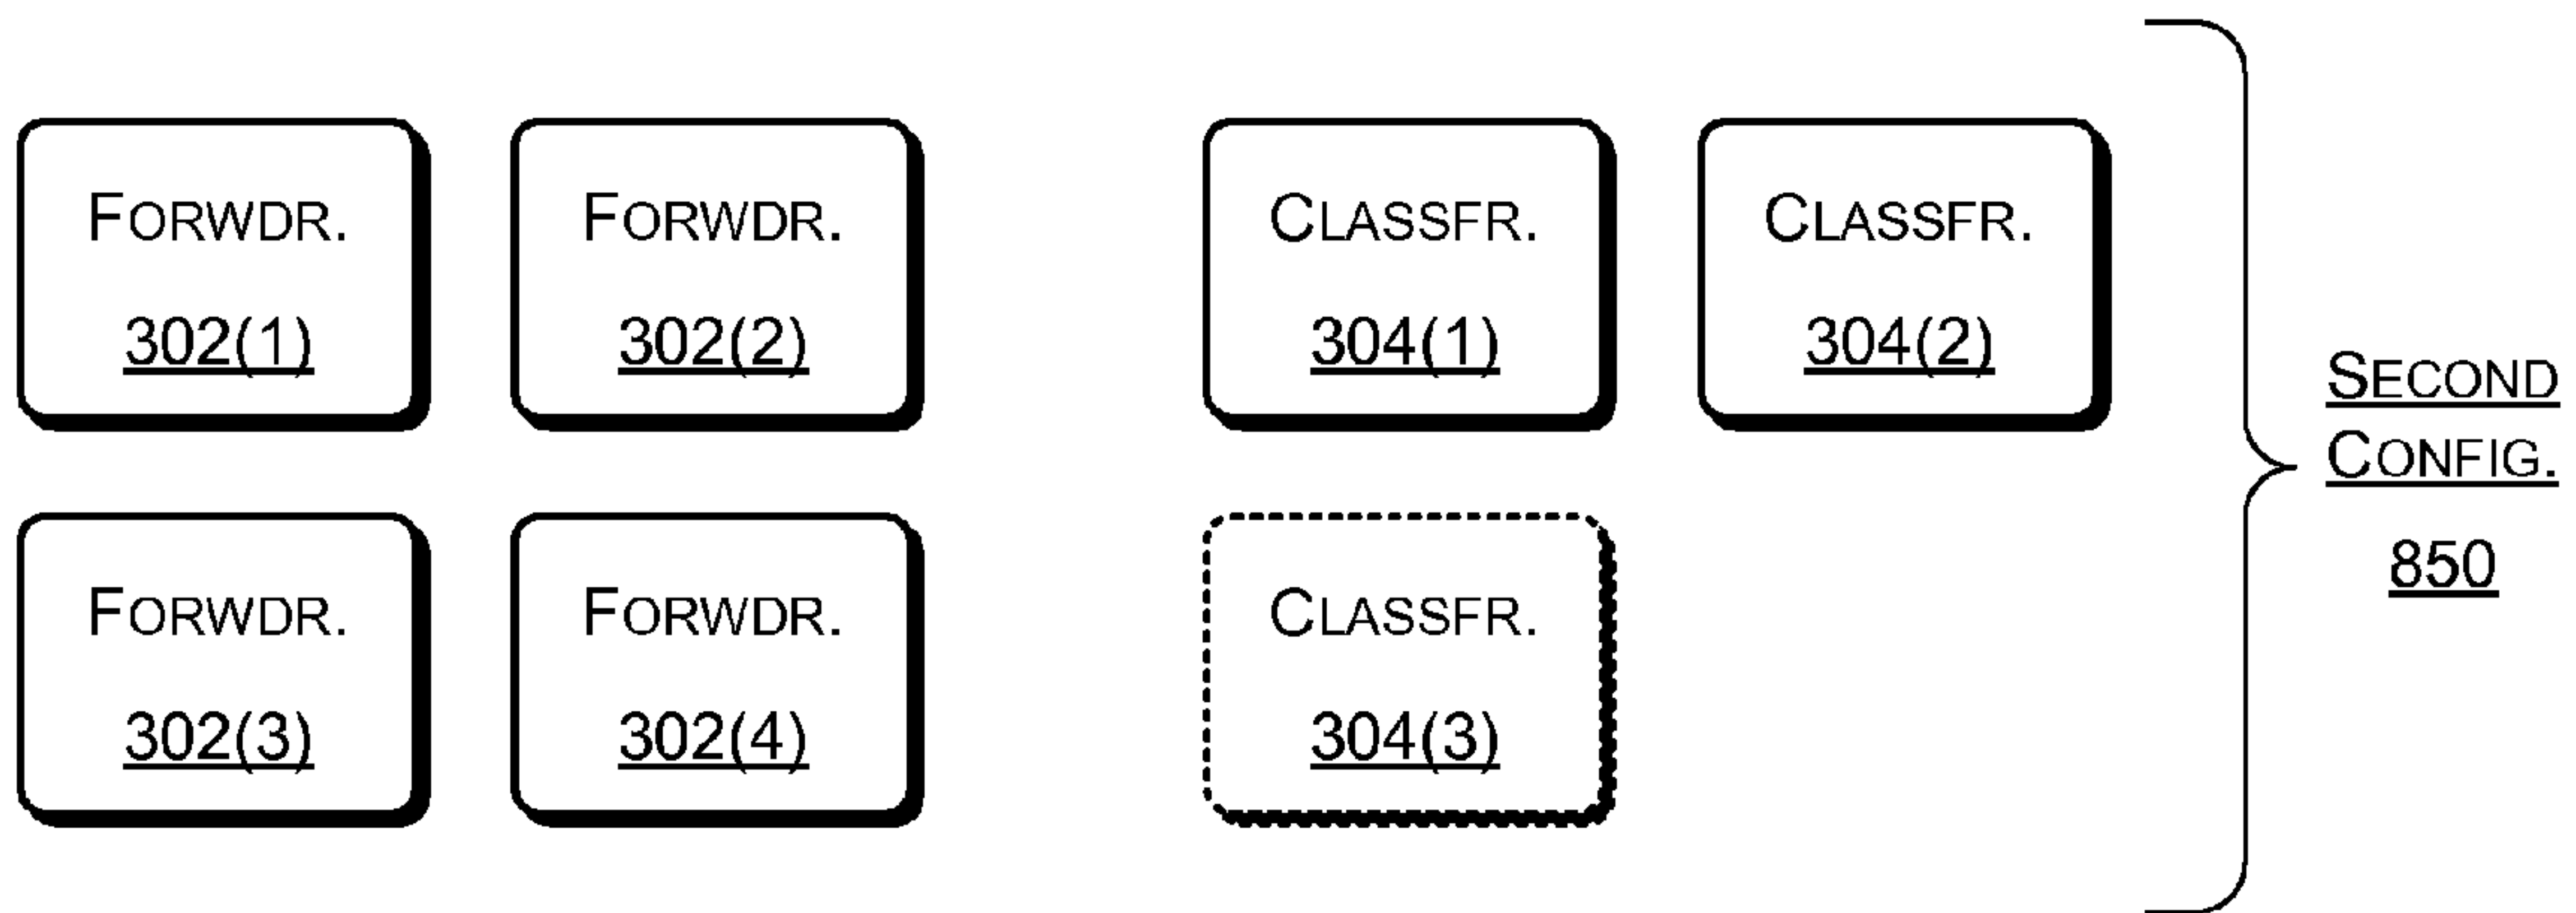 FORWDR.
302(1)
FORWDR.
302(2)
CLASSFR.
304(1)
CLASSFR.
304(2)
FORWDR.
302(3)
FORWDR.
302(4)
CLASSFR.
304(3)
SECOND
CONFIG.
850